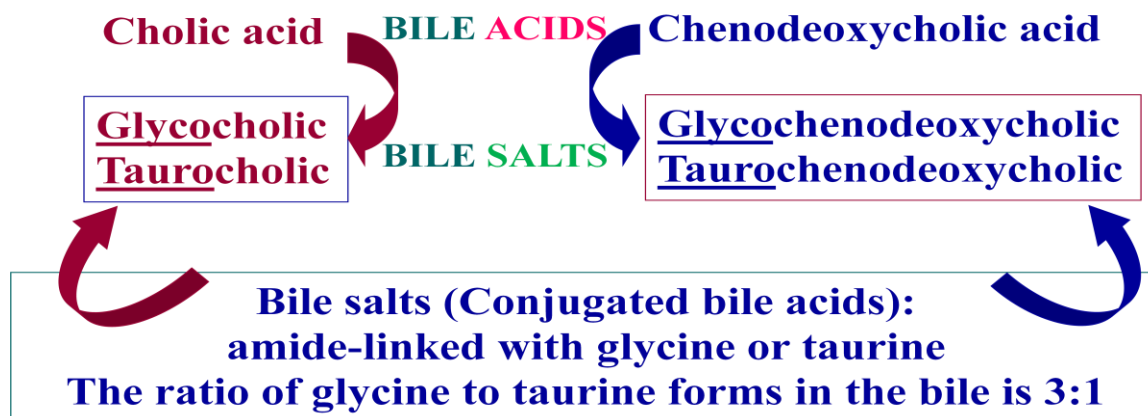 Cholic acid BILE ACIDS Chenodeoxycholic acid
Glycocholic
Taurocholic
BILE SALTS
Glycochenodeoxycholic
Taurochenodeoxycholic
Bile salts (Conjugated bile acids):
amide-linked with glycine or taurine
The ratio of glycine to taurine forms in the bile is 3:1